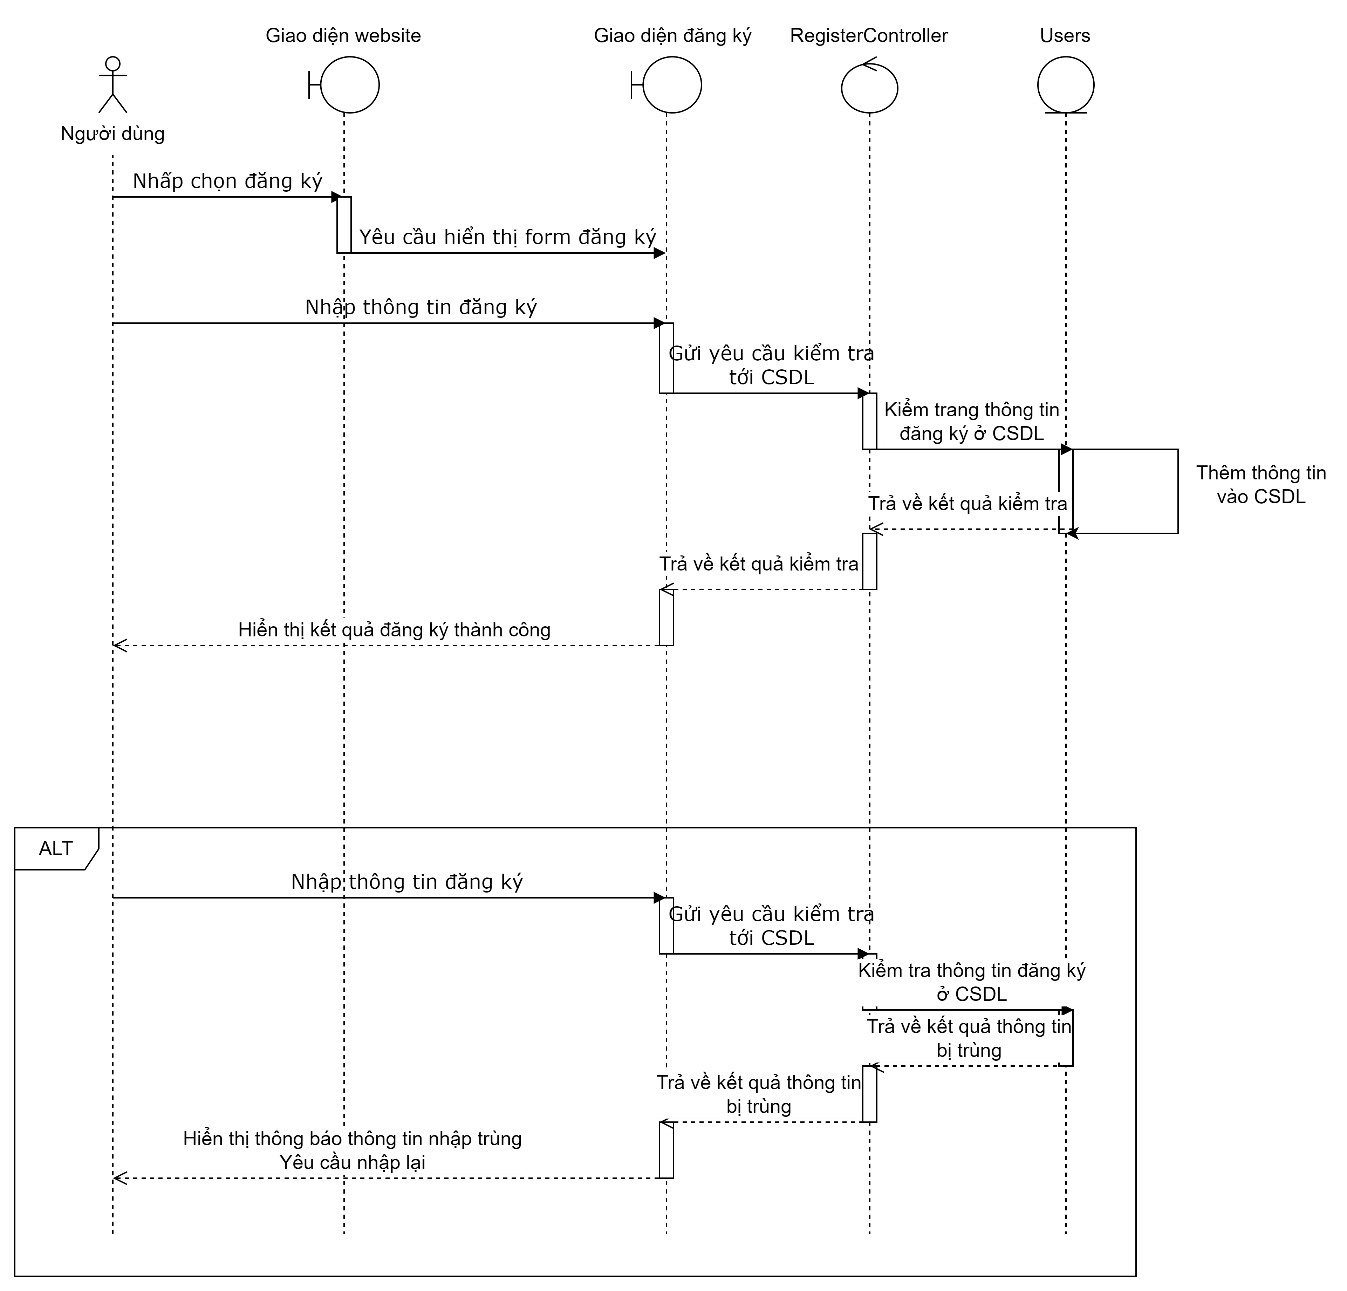 Giao diện website
Giao diện đăng ký
RegisterController
Users
Người dùng
Nhấp chọn đăng ký
Yêu cầu hiển thị form đăng ký
Nhập thông tin đăng ký
Gửi yêu cầu kiểm tra
tới CSDL
Kiểm trang thông tin
đăng ký ở CSDL
Thêm thông tin
vào CSDL
Trả về kết quả kiểm tra
Trả về kết quả kiểm tra
Hiển thị kết quả đăng ký thành công
ALT
Nhập thông tin đăng ký
Gửi yêu cầu kiểm tra
tới CSDL
Kiểm tra thông tin đăng ký
ở CSDL
Trả về kết quả thông tin
bị trùng
Trả về kết quả thông tin
bị trùng
Hiển thị thông báo thông tin nhập trùng
Yêu cầu nhập lại